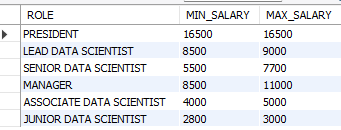 ROLE MIN_SALARY MAX_SALARY
PRESIDENT 16500 16500
LEAD DATA SCIENTIST 8500 9000
SENIOR DATA SCIENTIST 5500 7700
MANAGER 8500 11000
ASSOCIATE DATA SCIENTIST 4000 5000
JUNIOR DATA SCIENTIST 2800 3000